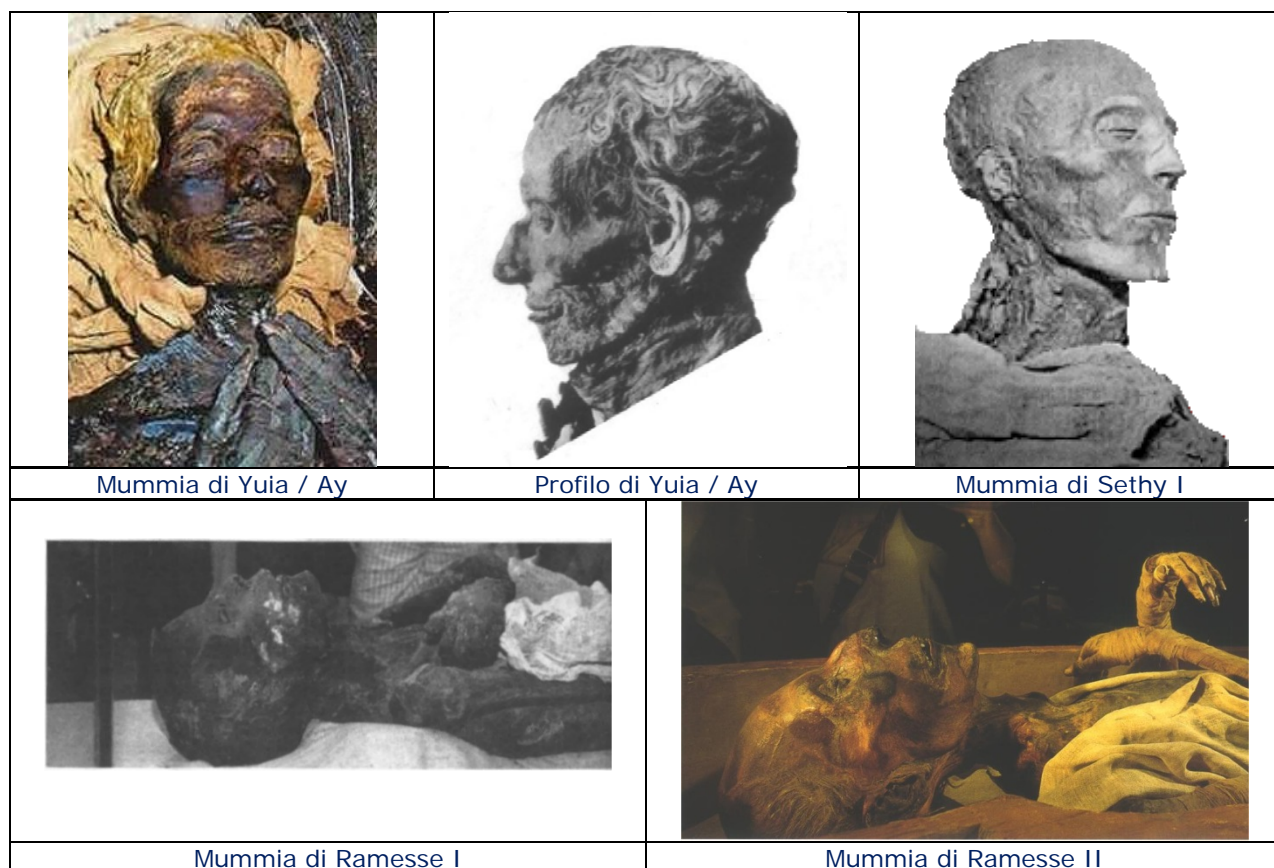 Mummia di Yuia / Ay
Profilo di Yuia / Ay
Mummia di Sethy I
Mummia di Ramesse I
Mummia di Ramesse II